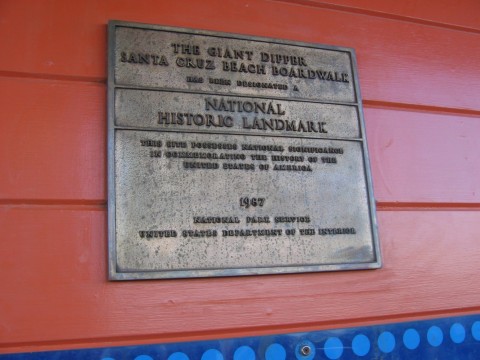 THE GIANT DIPPER
SANTA CRUZ BEACH BOARDWALK
HAS BEEN DESIGNATED A
NATIONAL
HISTORIC LANDMARK
THIS SITE POSSESSES NATIONAL SIGNIFICANCE
IN COMMEMORATING THE HISTORY OF THE
UNITED STATES OF AMERICA
1987
NATIONAL PARK SERVICE
UNITED STATES DEPARTMENT OF THE INTERIOR